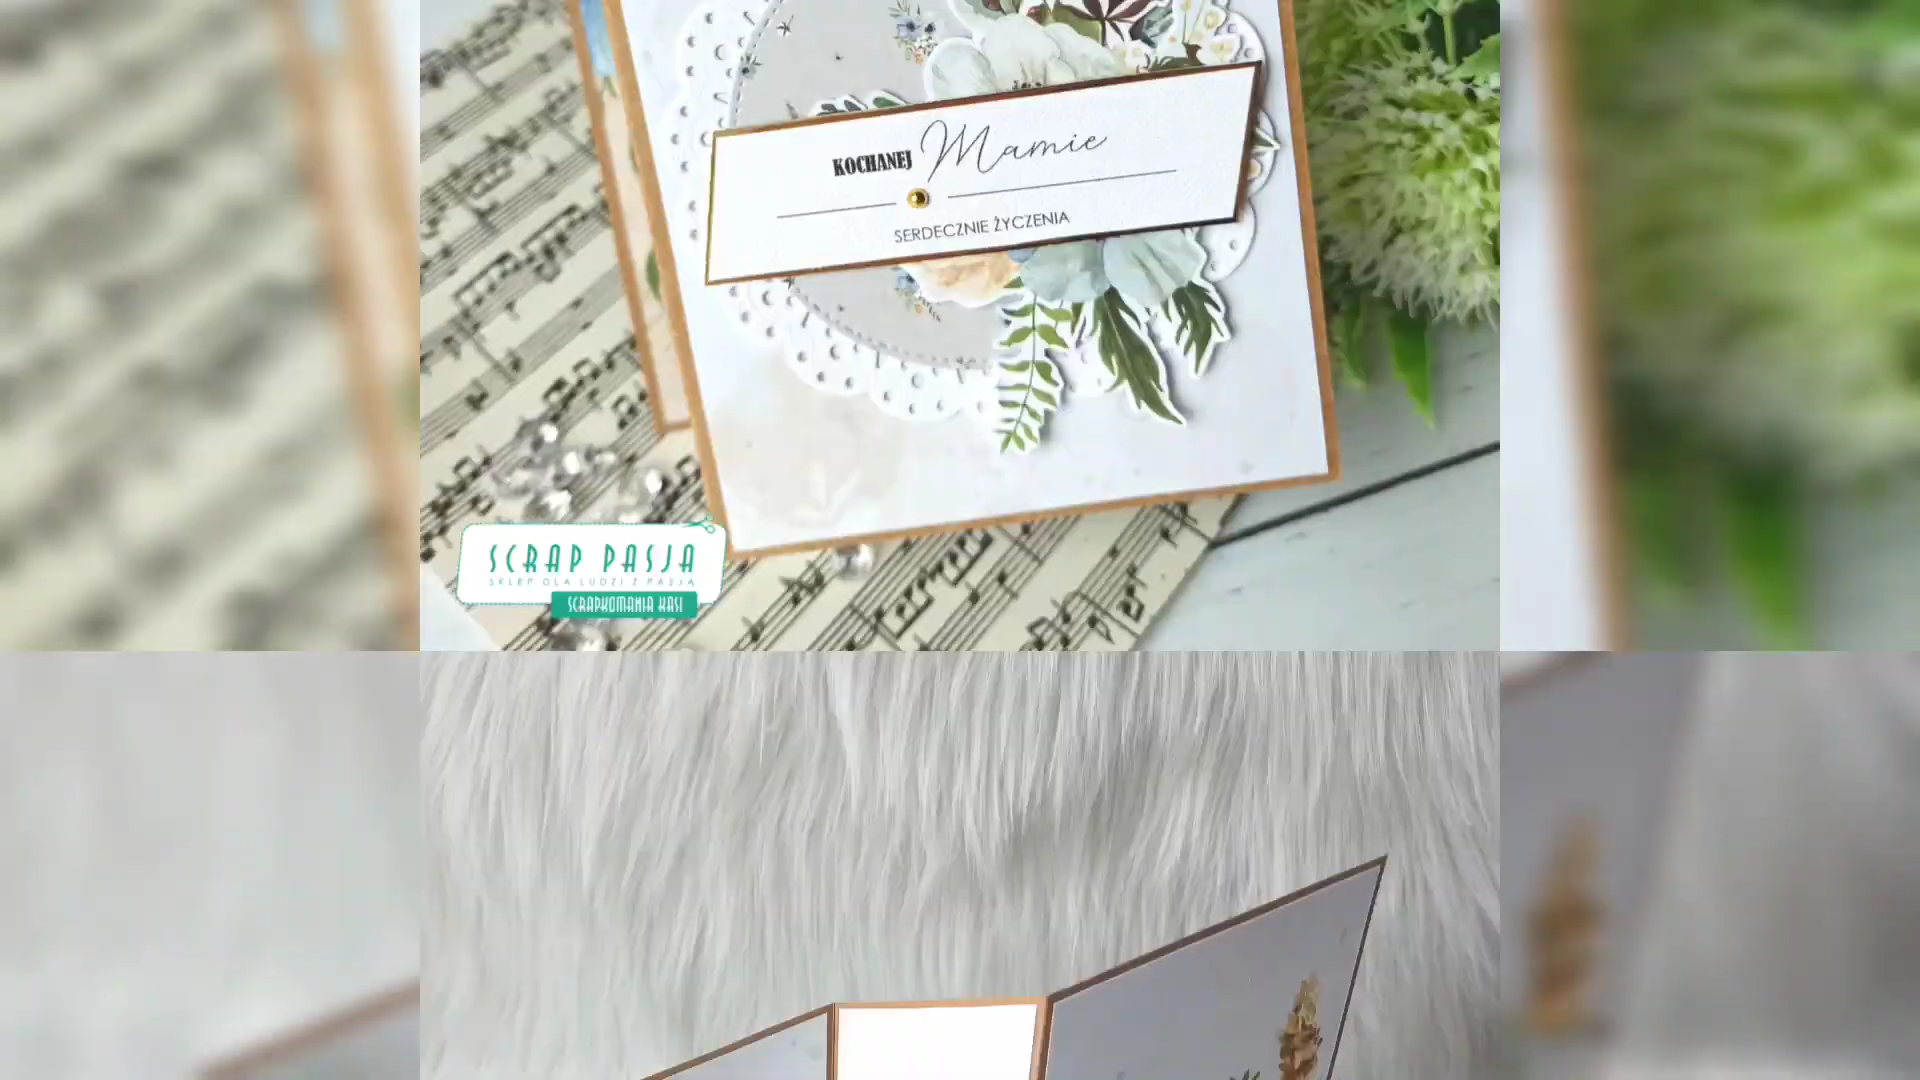 KOCHANEJ Mamie
SERDECZNIE ŻYCZENIA
SCRAP PASJA
SKLEP DLA LUDZI Z PASJĄ
SCRAPKOMANIA KASI